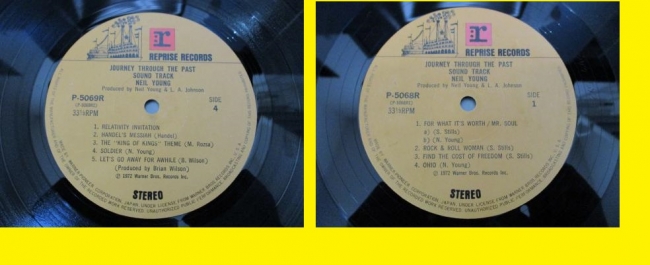 r
REPRISE RECORDS
JOURNEY THROUGH THE PAST
SOUND TRACK
NEIL YOUNG
Produced by Neil Young & L. A. Johnson
P-5069R
SIDE
4
33⅓RPM
1. RELATIVITY INVITATION
2. HANDEL'S MESSIAH (Handel)
3. THE "KING OF KINGS" THEME (M. Rozsa)
4. SOLDIER (N. Young)
5. LET'S GO AWAY FOR AWHILE (B. Wilson)
(Produced by Brian Wilson)
℗ 1972 Warner Bros. Records Inc.
STEREO
r
REPRISE RECORDS
JOURNEY THROUGH THE PAST
SOUND TRACK
NEIL YOUNG
Produced by Neil Young & L. A. Johnson
P-5068R
SIDE
1
33⅓RPM
1. FOR WHAT IT'S WORTH / MR. SOUL
a) (S. Stills)
b) (N. Young)
2. ROCK & ROLL WOMAN (S. Stills)
3. FIND THE COST OF FREEDOM (S. Stills)
4. OHIO (N. Young)
℗ 1972 Warner Bros. Records Inc.
STEREO